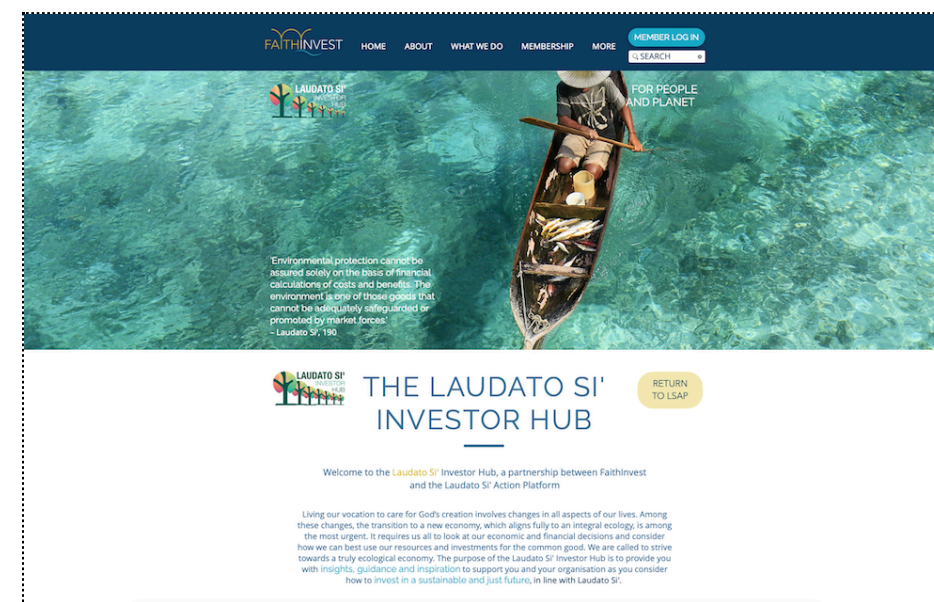 FAITHINVEST
HOME
ABOUT
WHAT WE DO
MEMBERSHIP
MORE
MEMBER LOG IN
SEARCH
LAUDATO SI'
INVESTOR
HUB
FOR PEOPLE
AND PLANET
'Environmental protection cannot be
assured solely on the basis of financial
calculations of costs and benefits. The
environment is one of those goods that
cannot be adequately safeguarded or
promoted by market forces.'
– Laudato Si', 190
LAUDATO SI'
INVESTOR
HUB
THE LAUDATO SI'
INVESTOR HUB
RETURN
TO LSAP
Welcome to the Laudato Si' Investor Hub, a partnership between FaithInvest
and the Laudato Si' Action Platform
Living our vocation to care for God's creation involves changes in all aspects of our lives. Among
these changes, the transition to a new economy, which aligns fully to an integral ecology, is among
the most urgent. It requires us all to look at our economic and financial decisions and consider
how we can best use our resources and investments for the common good. We are called to strive
towards a truly ecological economy. The purpose of the Laudato Si' Investor Hub is to provide you
with insights, guidance and inspiration to support you and your organisation as you consider
how to invest in a sustainable and just future, in line with Laudato Si'.